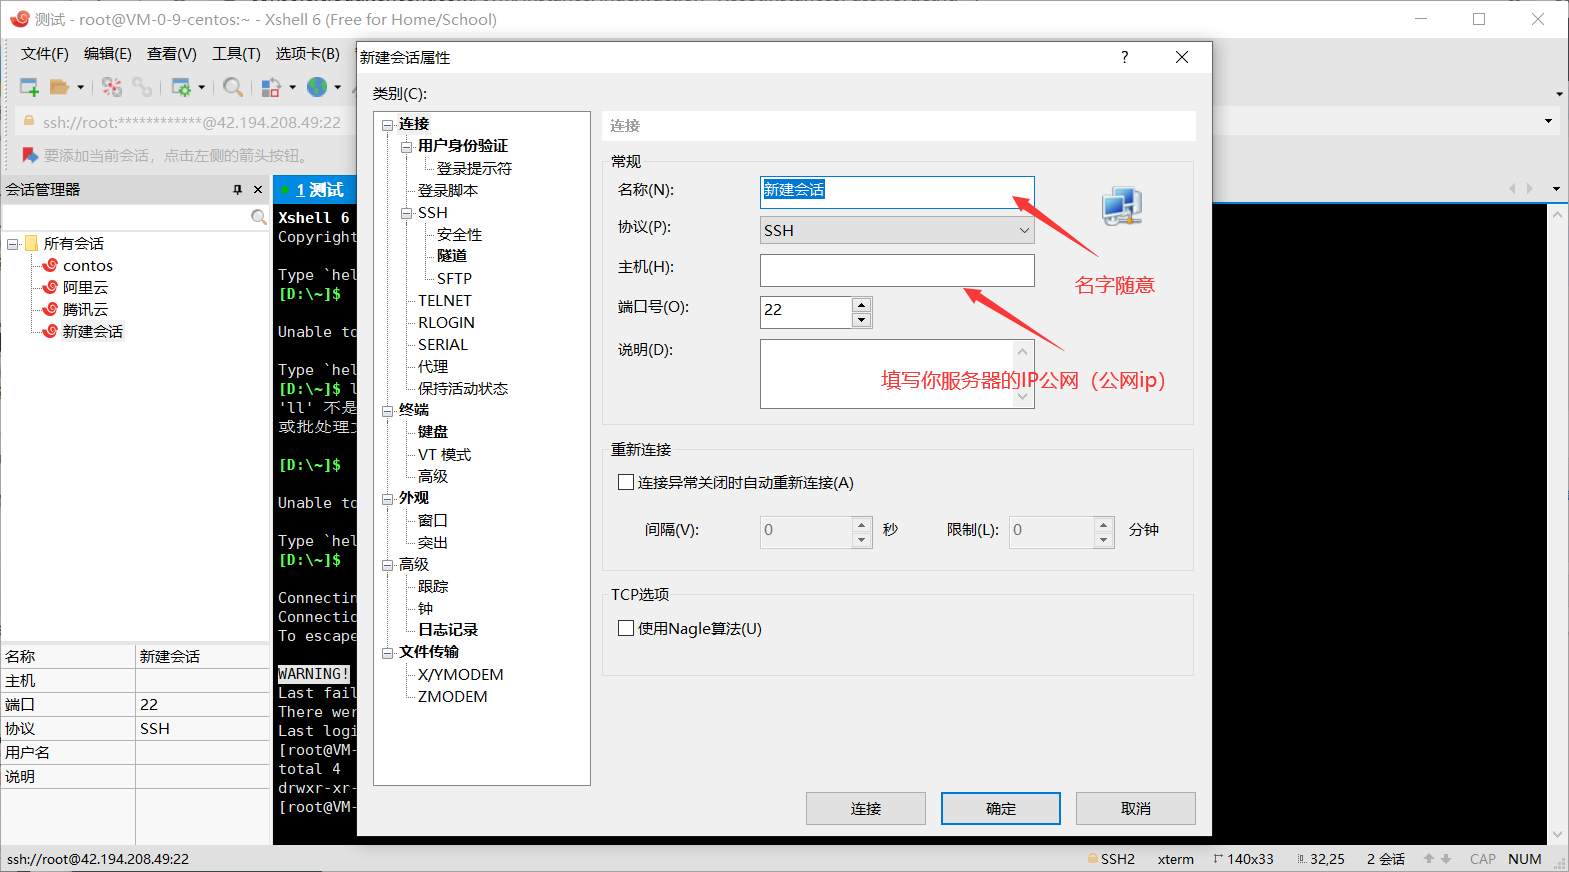 测试 - root@VM-0-9-centos:~ - Xshell 6 (Free for Home/School)
文件(F) 编辑(E) 查看(V) 工具(T) 选项卡(B)
ssh://root:************@42.194.208.49:22
要添加当前会话，点击左侧的箭头按钮。
会话管理器
所有会话
contos
阿里云
腾讯云
新建会话
名称 新建会话
主机
端口 22
协议 SSH
用户名
说明
1 测试
Xshell 6
Copyright
Type `hel
[D:\~]$
Unable to
Type `hel
[D:\~]$ l
'll' 不是
或批处理
[D:\~]$
Unable to
Type `hel
[D:\~]$
Connectin
Connectio
To escape
WARNING!
Last fail
There wer
Last logi
[root@VM-
total 4
drwxr-xr-
[root@VM-
新建会话属性
?
类别(C):
连接
用户身份验证
登录提示符
登录脚本
SSH
安全性
隧道
SFTP
TELNET
RLOGIN
SERIAL
代理
保持活动状态
终端
键盘
VT 模式
高级
外观
窗口
突出
高级
跟踪
钟
日志记录
文件传输
X/YMODEM
ZMODEM
连接
常规
名称(N): 新建会话
协议(P): SSH
主机(H):
名字随意
端口号(O): 22
说明(D):
填写你服务器的IP公网（公网ip）
重新连接
连接异常关闭时自动重新连接(A)
间隔(V): 0 秒 限制(L): 0 分钟
TCP选项
使用Nagle算法(U)
连接 确定 取消
ssh://root@42.194.208.49:22 SSH2 xterm 140x33 32,25 2 会话 CAP NUM